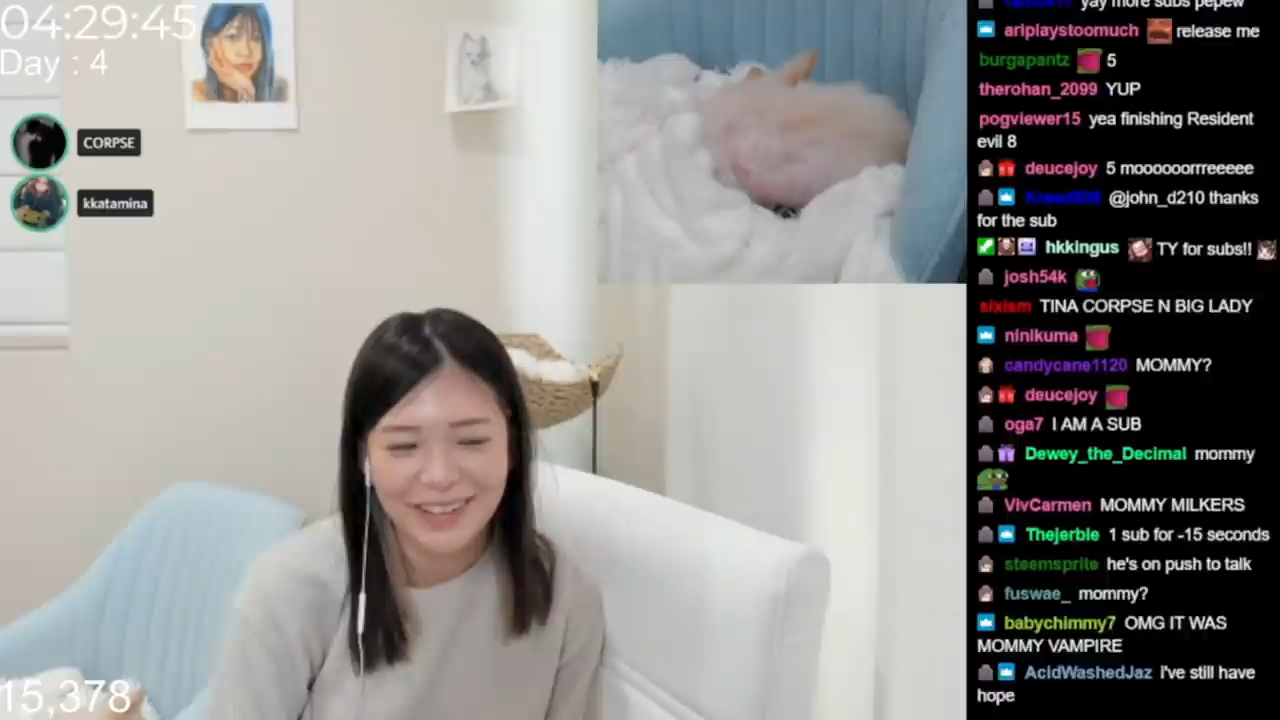 04:29:45
Day : 4
CORPSE
kkatamina
15,378
yay more subs pepew
ariplaystoomuch release me
burgapantz 5
therohan_2099 YUP
pogviewer15 yea finishing Resident
evil 8
deucejoy 5 moooooorrreeeee
@john_d210 thanks
for the sub
hkkingus TY for subs!!
josh54k
sixism TINA CORPSE N BIG LADY
ninikuma
candycane1120 MOMMY?
deucejoy
oga7 I AM A SUB
Dewey_the_Decimal mommy
VivCarmen MOMMY MILKERS
Thejerble 1 sub for -15 seconds
steemsprite he's on push to talk
fuswae_ mommy?
babychimmy7 OMG IT WAS
MOMMY VAMPIRE
AcidWashedJaz I've still have
hope